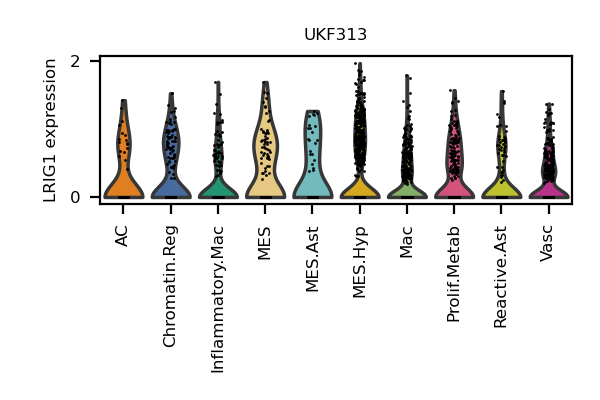 UKF313
LRIG1 expression
2
0
AC
Chromatin.Reg
Inflammatory.Mac
MES
MES.Ast
MES.Hyp
Mac
Prolif.Metab
Reactive.Ast
Vasc